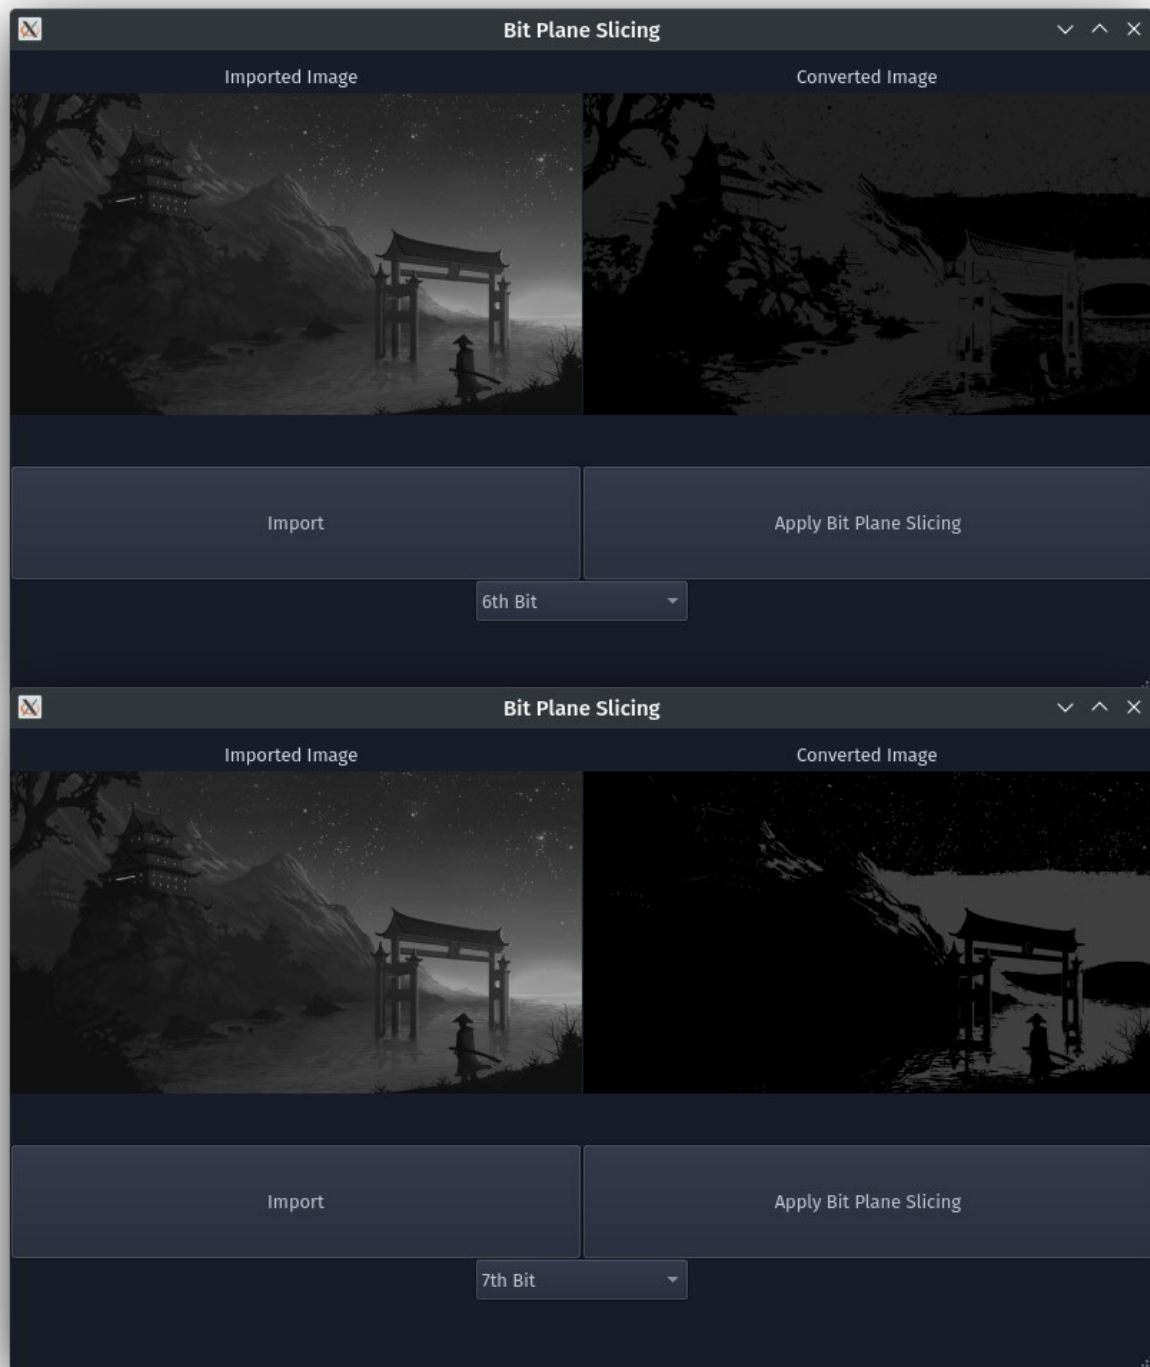 Bit Plane Slicing
Imported Image Converted Image
Import Apply Bit Plane Slicing
6th Bit
Bit Plane Slicing
Imported Image Converted Image
Import Apply Bit Plane Slicing
7th Bit